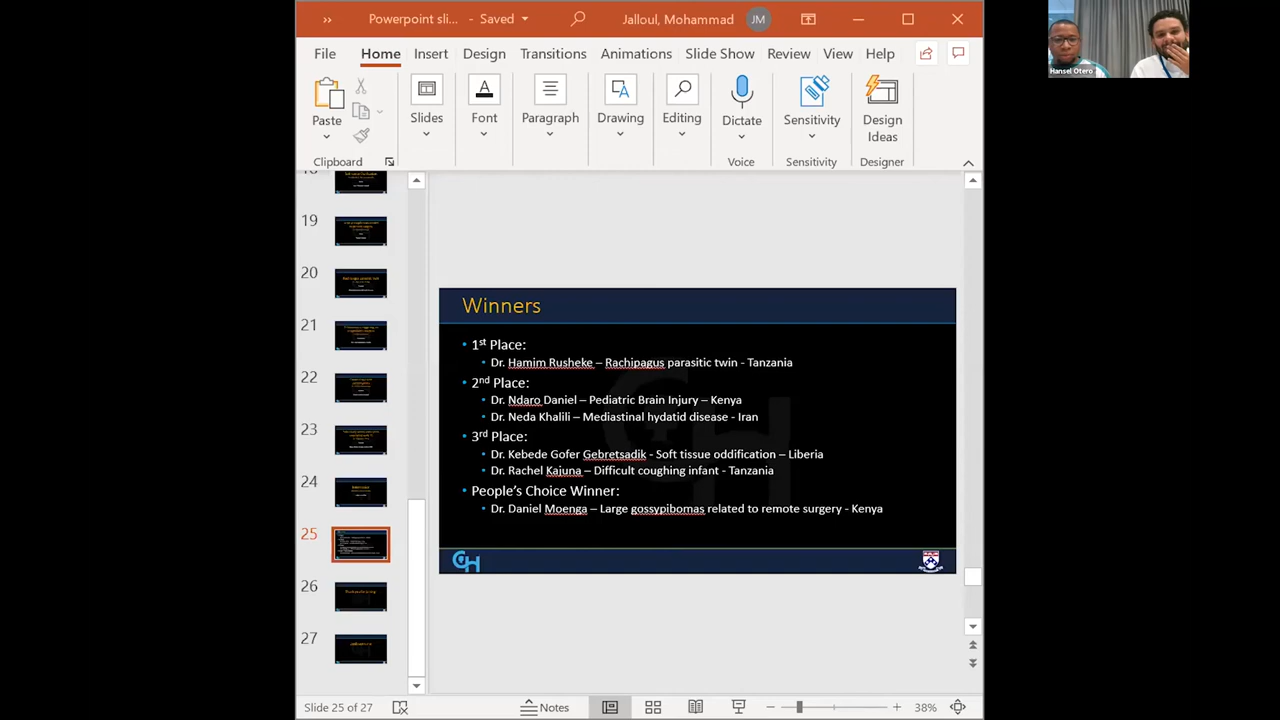 Powerpoint sli... - Saved
Jalloul, Mohammad JM
File Home Insert Design Transitions Animations Slide Show Review View Help
Paste
Slides
Font
Paragraph
Drawing
Editing
Dictate
Sensitivity
Design
Ideas
Clipboard
Voice
Sensitivity
Designer
Hansel Otero
19
20
21
22
23
24
25
26
27
Winners
1st Place:
Dr. Hamim Rusheke – Rachipagus parasitic twin - Tanzania
2nd Place:
Dr. Ndaro Daniel – Pediatric Brain Injury – Kenya
Dr. Neda Khalili – Mediastinal hydatid disease - Iran
3rd Place:
Dr. Kebede Gofer Gebretsadik - Soft tissue oddification – Liberia
Dr. Rachel Kajuna – Difficult coughing infant - Tanzania
People's Choice Winner:
Dr. Daniel Moenga – Large gossypibomas related to remote surgery - Kenya
CH
Slide 25 of 27
Notes
38%